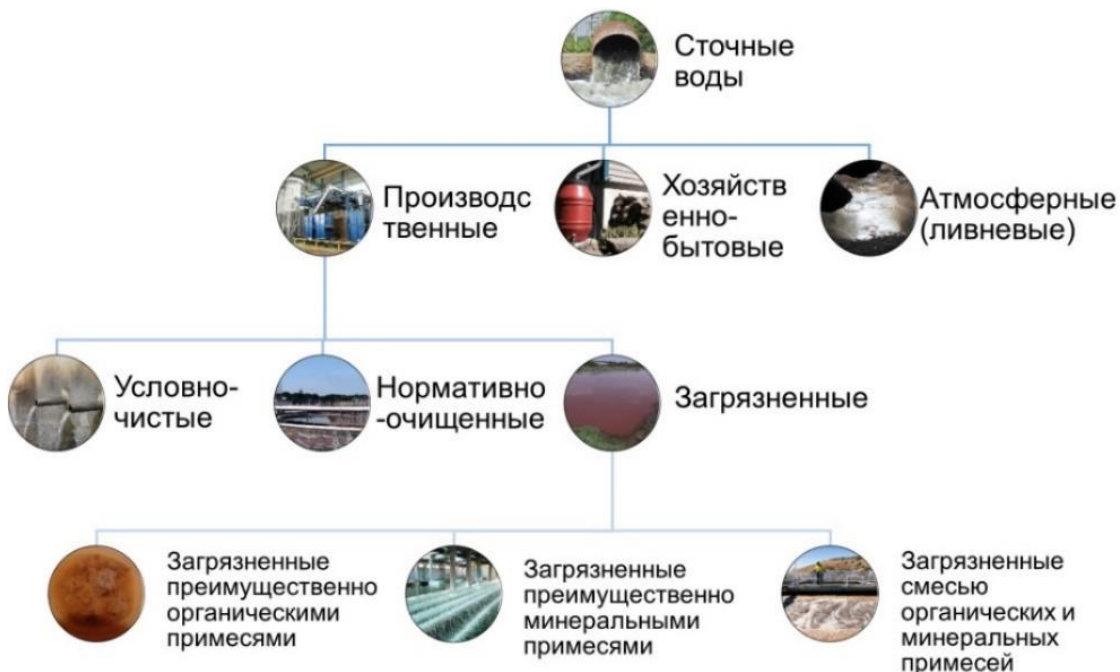 Сточные
воды
Производс
твенные
Хозяйств
енно-
бытовые
Атмосферные
(ливневые)
Условно-
чистые
Нормативно
-очищенные
Загрязненные
Загрязненные
преимущественно
органическими
примесями
Загрязненные
преимущественно
минеральными
примесями
Загрязненные
смесью
органических и
минеральных
примесей